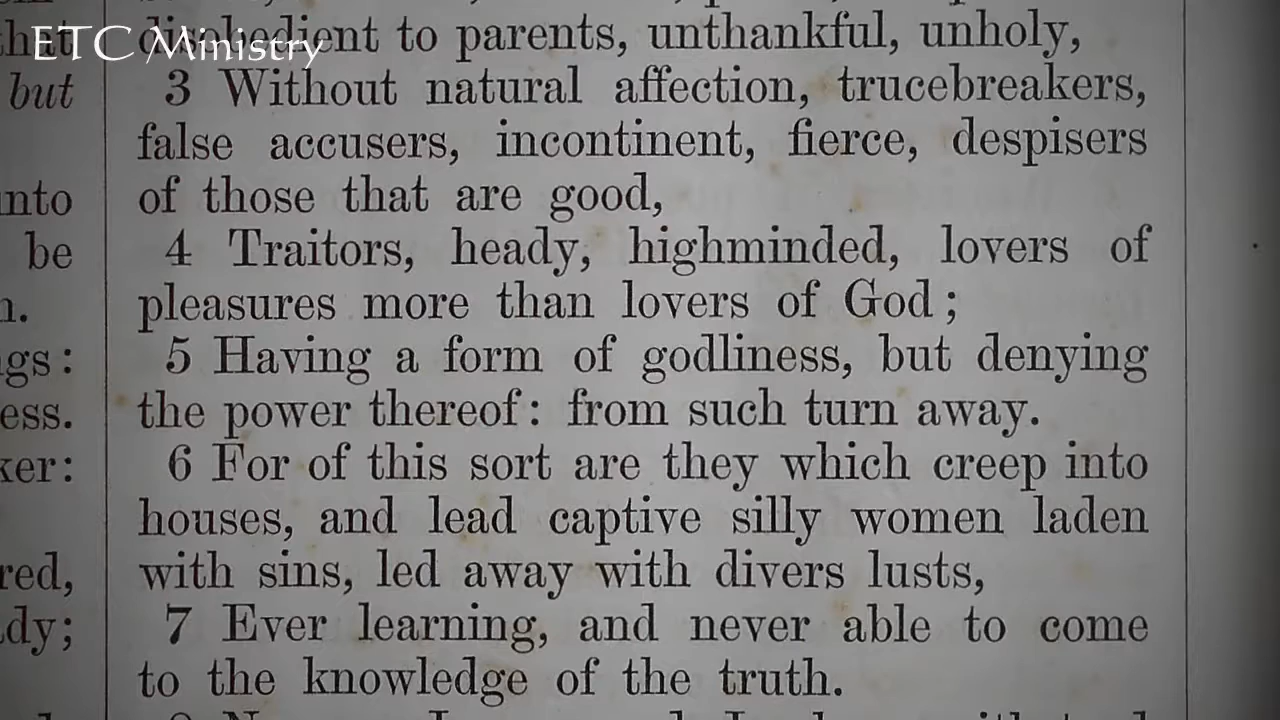 ETC Ministry
but
be
disobedient to parents, unthankful, unholy,
3 Without natural affection, trucebreakers,
false accusers, incontinent, fierce, despisers
of those that are good,
4 Traitors, heady, highminded, lovers of
pleasures more than lovers of God;
5 Having a form of godliness, but denying
the power thereof: from such turn away.
6 For of this sort are they which creep into
houses, and lead captive silly women laden
with sins, led away with divers lusts,
7 Ever learning, and never able to come
to the knowledge of the truth.